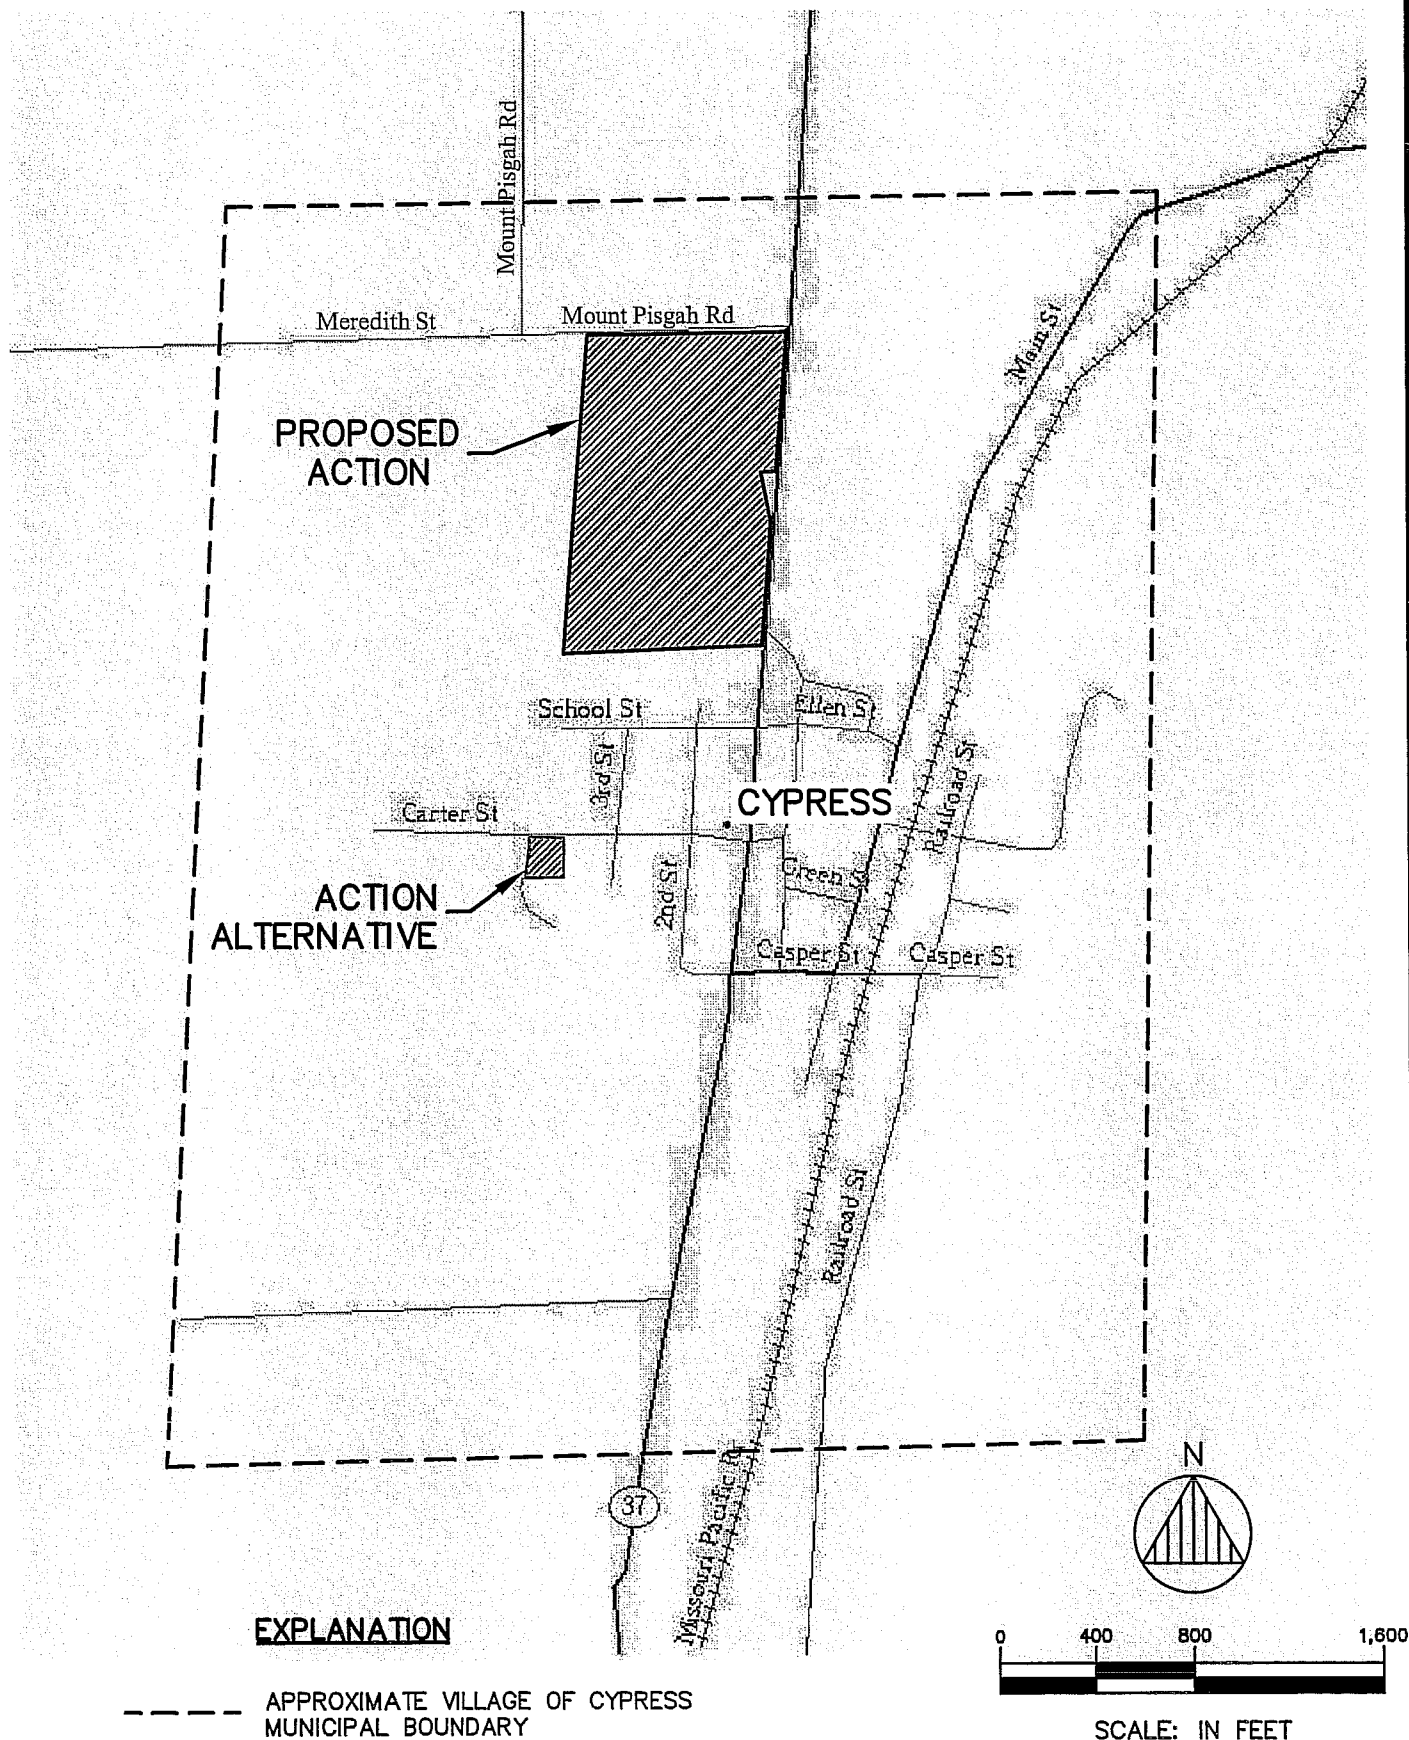 Mount Pisgah Rd
Meredith St
Mount Pisgah Rd
Main St
PROPOSED
ACTION
School St
Ellen St
3rd St
Railroad St
CYPRESS
Carter St
2nd St
Green
ACTION
ALTERNATIVE
Casper St
Casper St
Railroad St
Missouri Pacific
N
37
EXPLANATION
0 400 800 1,600
APPROXIMATE VILLAGE OF CYPRESS
MUNICIPAL BOUNDARY
SCALE: IN FEET